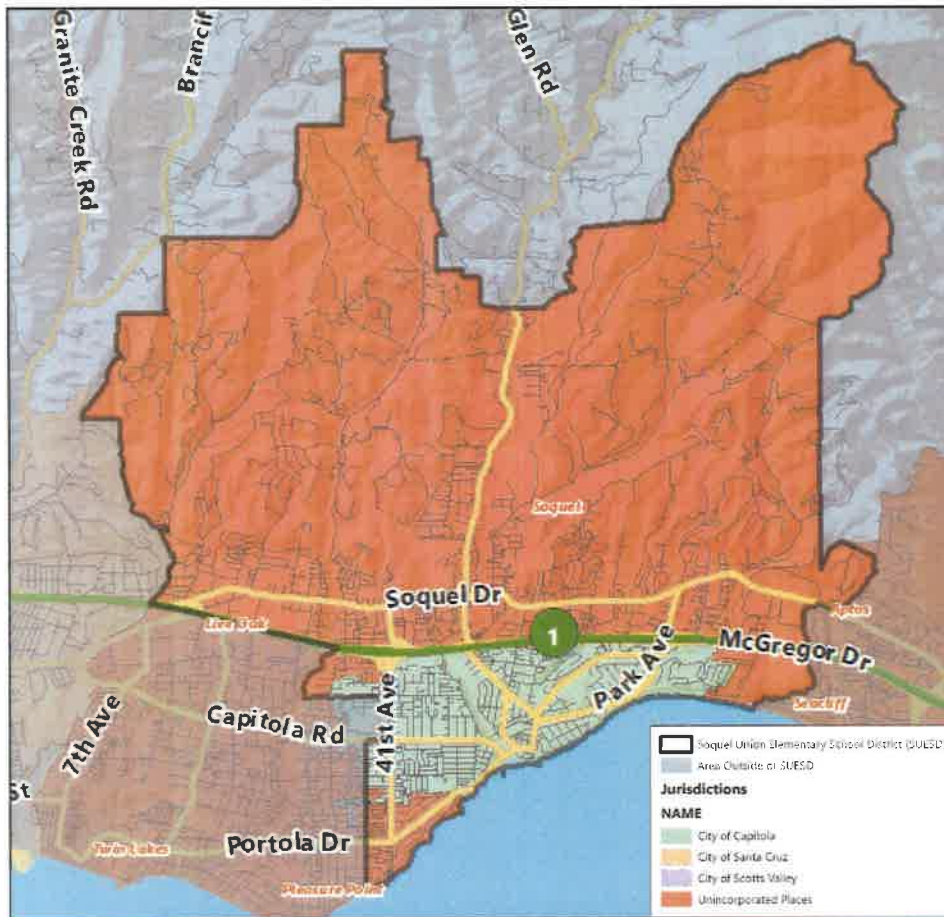 Granite Creek Rd
Brancif
Glen Rd
Soquel
Soquel Dr
1
Aptos
Live Oak
McGregor Dr
Park Ave
Seacliff
7th Ave
Capitola Rd
41st Ave
St
Portola Dr
Twin Lakes
Pleasure Point
Soquel Union Elementary School District (SUESD
Area Outside of SUESD
Jurisdictions
NAME
City of Capitola
City of Santa Cruz
City of Scotts Valley
Unincorporated Places